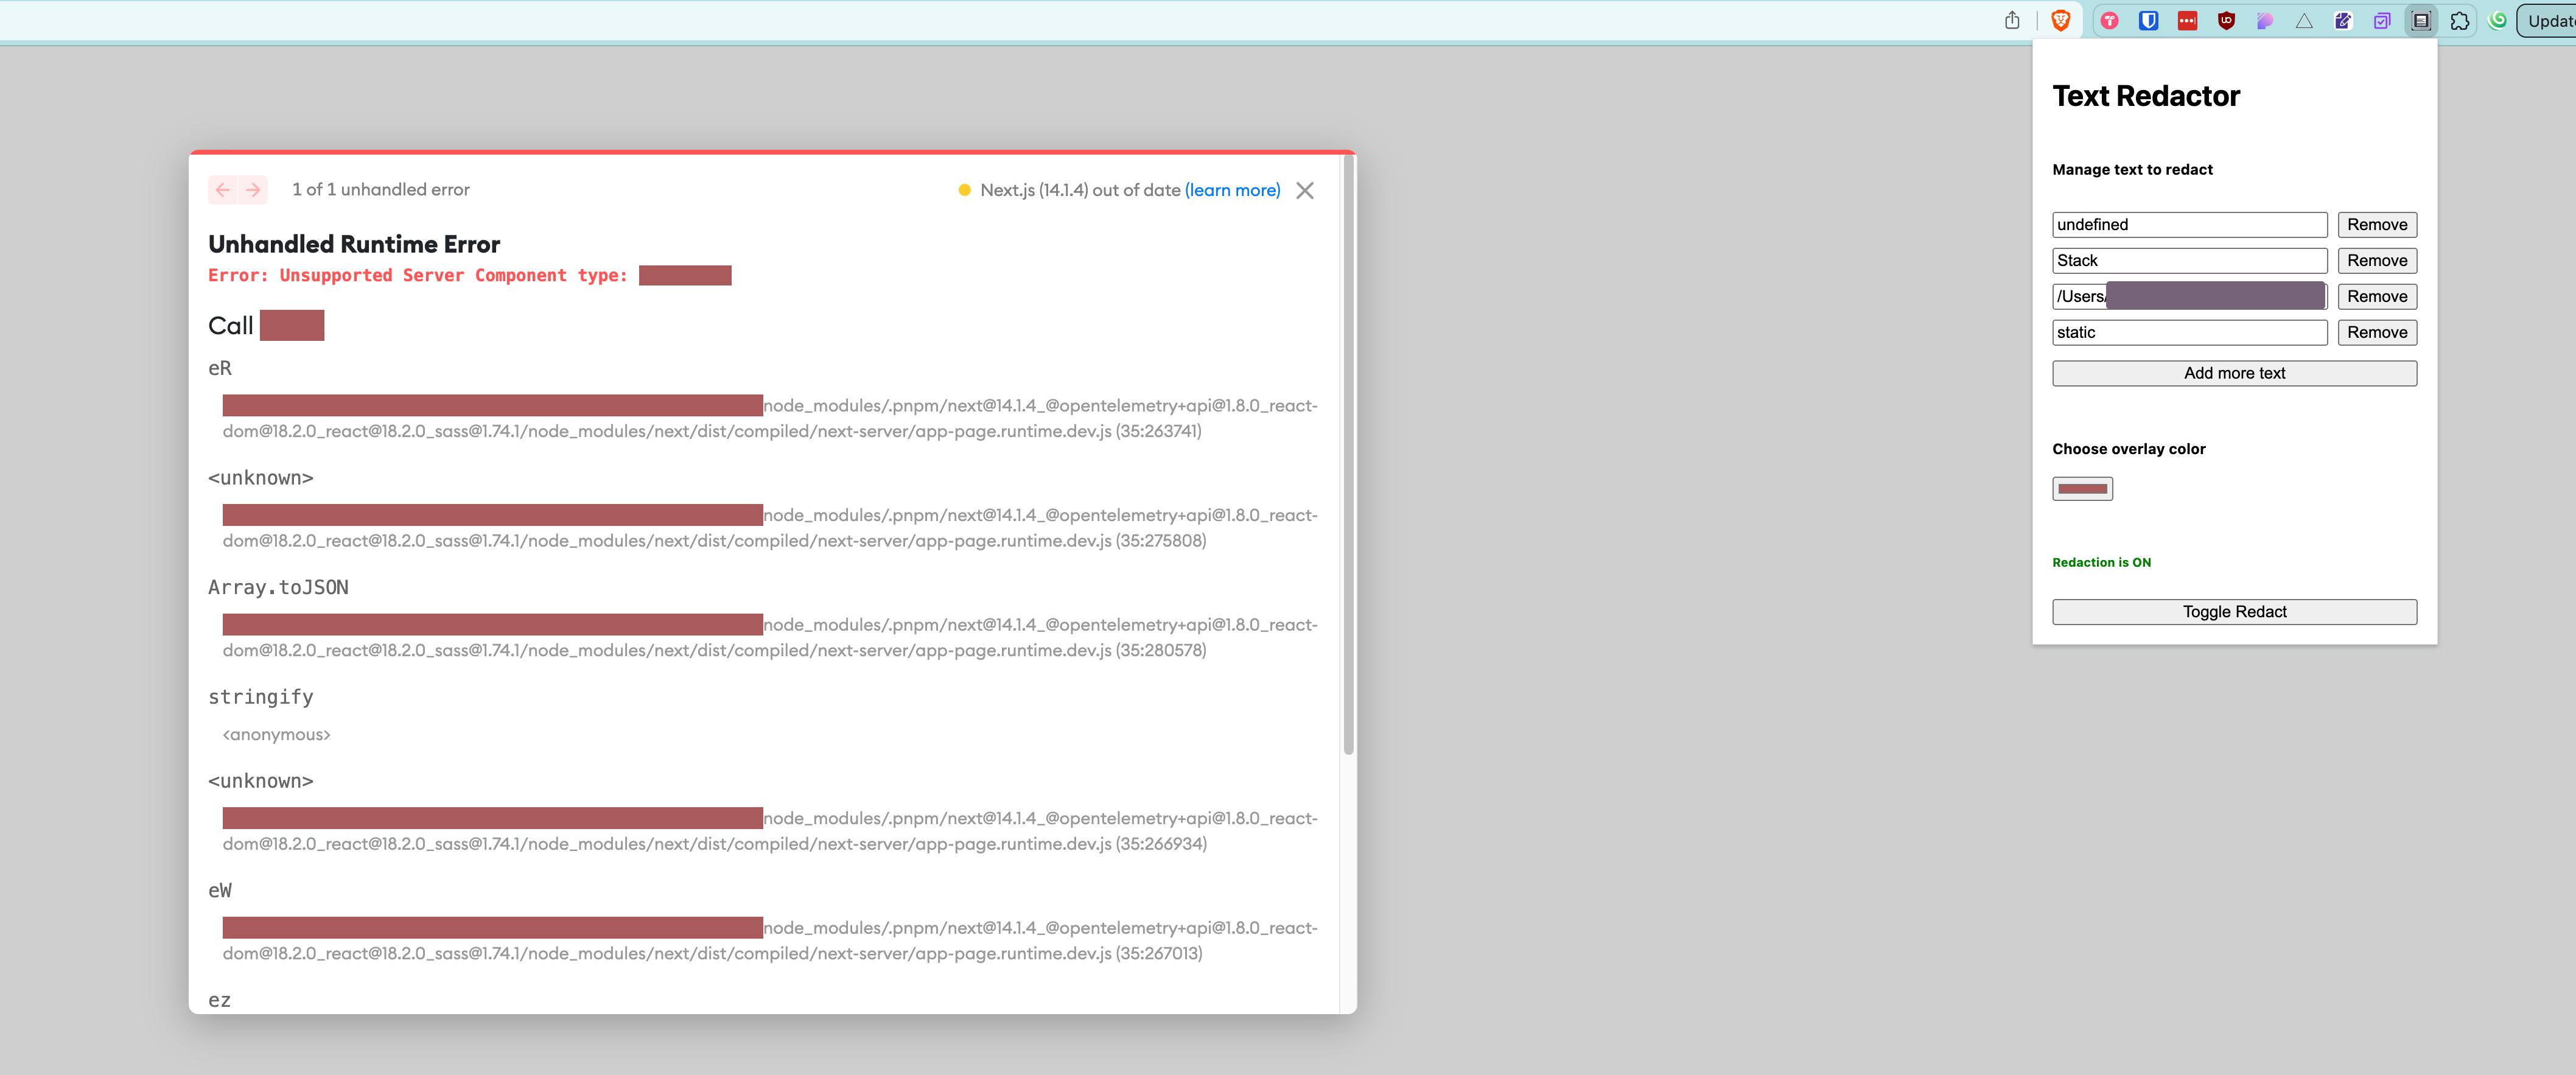 Update
1 of 1 unhandled error
Next.js (14.1.4) out of date (learn more)
Unhandled Runtime Error
Error: Unsupported Server Component type:
Call
eR
node_modules/.pnpm/next@14.1.4_@opentelemetry+api@1.8.0_react-
dom@18.2.0_react@18.2.0_sass@1.74.1/node_modules/next/dist/compiled/next-server/app-page.runtime.dev.js (35:263741)
<unknown>
node_modules/.pnpm/next@14.1.4_@opentelemetry+api@1.8.0_react-
dom@18.2.0_react@18.2.0_sass@1.74.1/node_modules/next/dist/compiled/next-server/app-page.runtime.dev.js (35:275808)
Array.toJSON
node_modules/.pnpm/next@14.1.4_@opentelemetry+api@1.8.0_react-
dom@18.2.0_react@18.2.0_sass@1.74.1/node_modules/next/dist/compiled/next-server/app-page.runtime.dev.js (35:280578)
stringify
<anonymous>
<unknown>
node_modules/.pnpm/next@14.1.4_@opentelemetry+api@1.8.0_react-
dom@18.2.0_react@18.2.0_sass@1.74.1/node_modules/next/dist/compiled/next-server/app-page.runtime.dev.js (35:266934)
eW
node_modules/.pnpm/next@14.1.4_@opentelemetry+api@1.8.0_react-
dom@18.2.0_react@18.2.0_sass@1.74.1/node_modules/next/dist/compiled/next-server/app-page.runtime.dev.js (35:267013)
ez
Text Redactor
Manage text to redact
undefined Remove
Stack Remove
/Users/ Remove
static Remove
Add more text
Choose overlay color
Redaction is ON
Toggle Redact